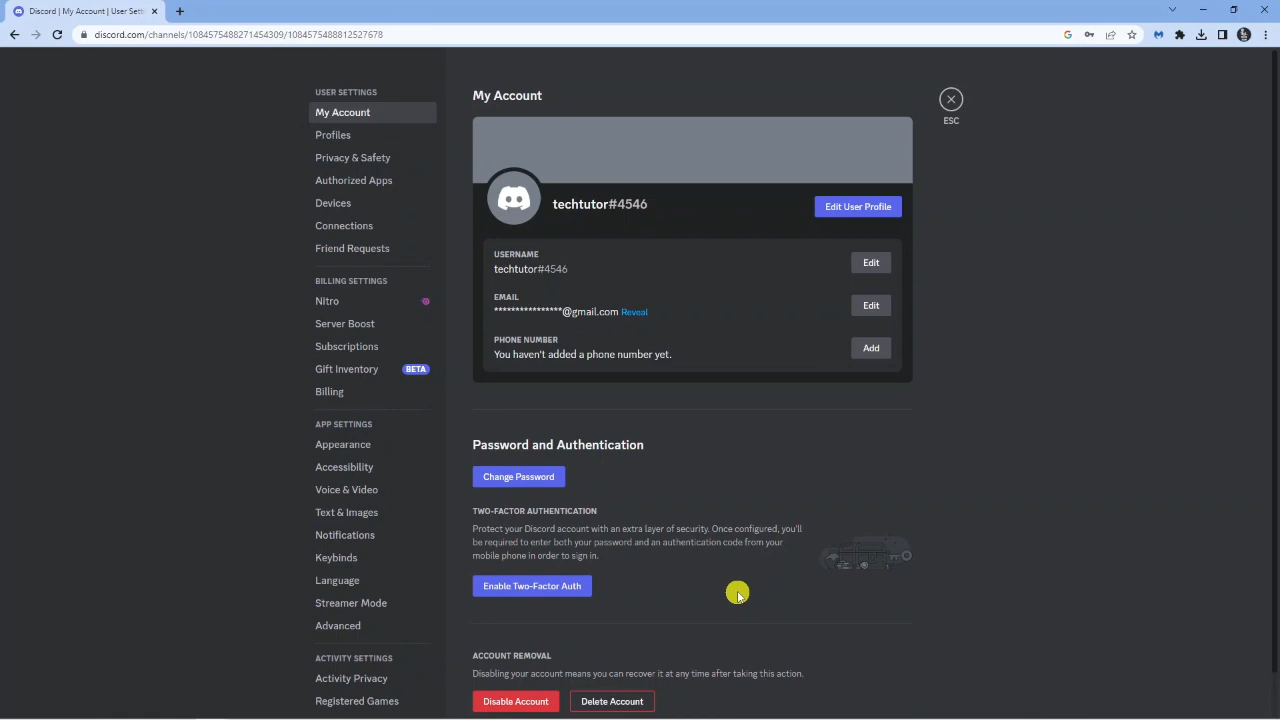 Discord | My Account | User Sett
discord.com/channels/1084575488271454309/1084575488812527678
USER SETTINGS
My Account
Profiles
Privacy & Safety
Authorized Apps
Devices
Connections
Friend Requests
BILLING SETTINGS
Nitro
Server Boost
Subscriptions
Gift Inventory BETA
Billing
APP SETTINGS
Appearance
Accessibility
Voice & Video
Text & Images
Notifications
Keybinds
Language
Streamer Mode
Advanced
ACTIVITY SETTINGS
Activity Privacy
Registered Games
My Account
ESC
techtutor#4546
Edit User Profile
USERNAME
techtutor#4546
Edit
EMAIL
****************@gmail.com Reveal
Edit
PHONE NUMBER
You haven't added a phone number yet.
Add
Password and Authentication
Change Password
TWO-FACTOR AUTHENTICATION
Protect your Discord account with an extra layer of security. Once configured, you'll
be required to enter both your password and an authentication code from your
mobile phone in order to sign in.
Enable Two-Factor Auth
ACCOUNT REMOVAL
Disabling your account means you can recover it at any time after taking this action.
Disable Account
Delete Account